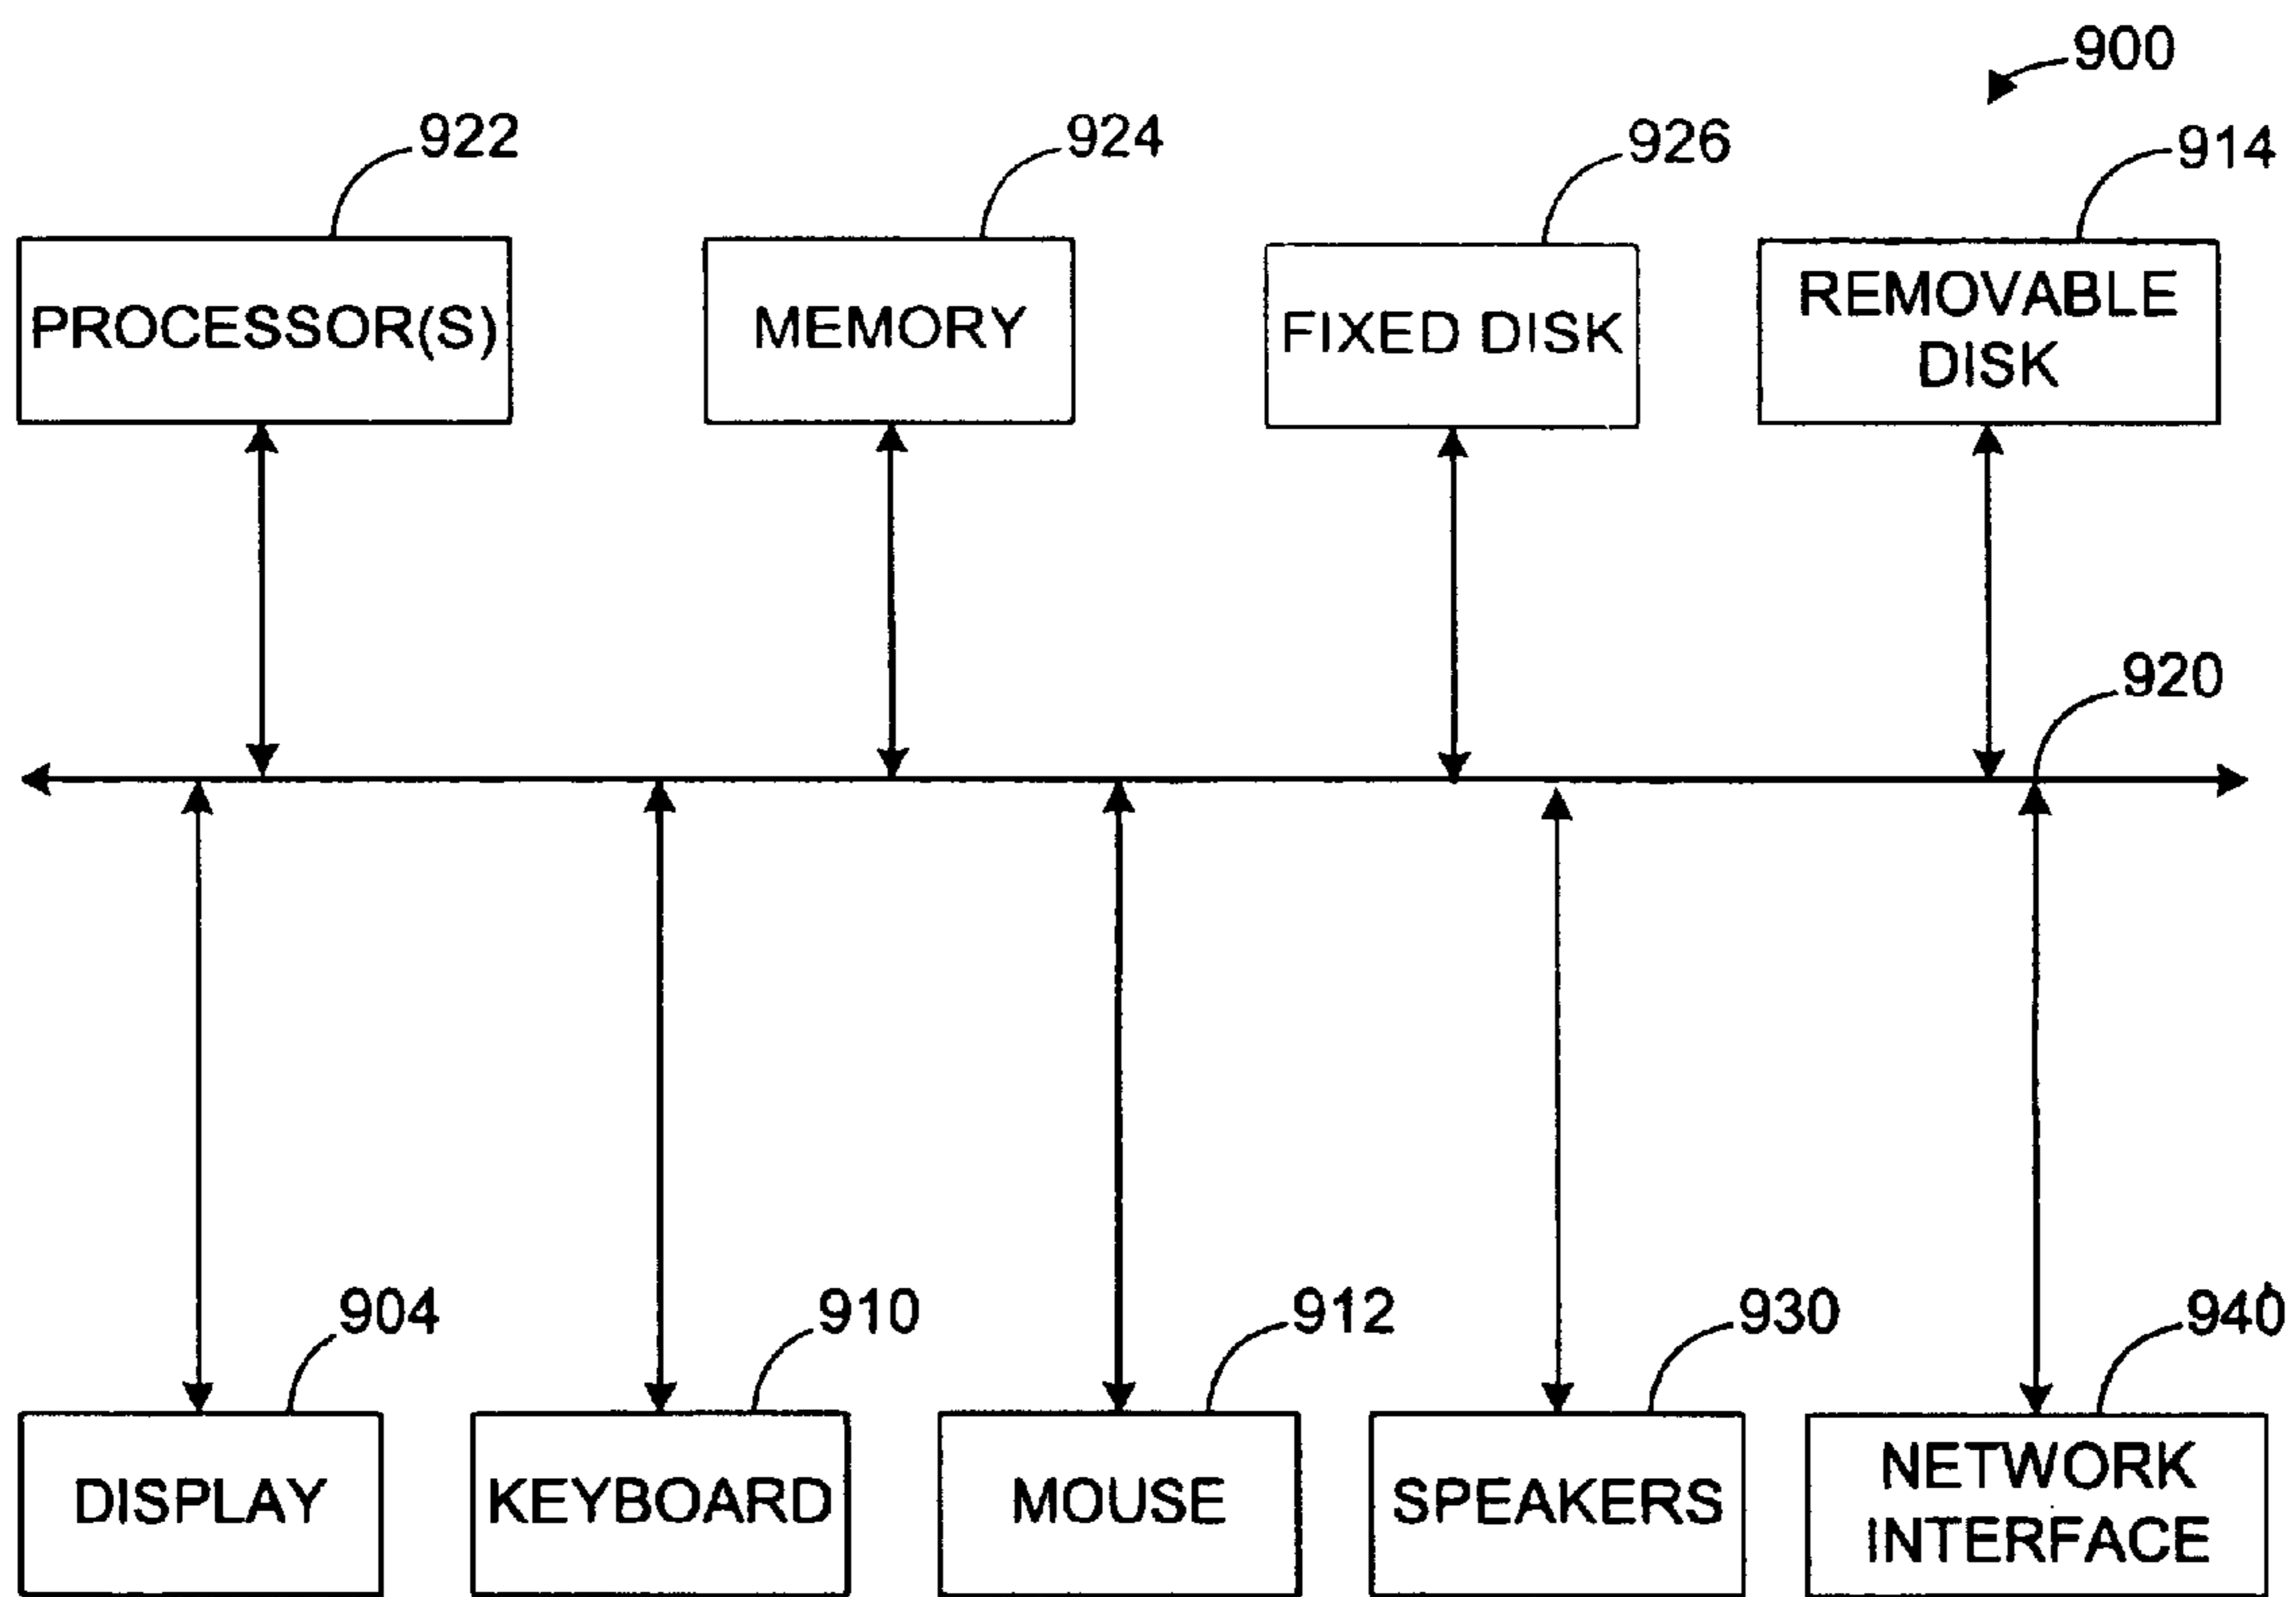 900
922
924
926
914
PROCESSOR(S)
MEMORY
FIXED DISK
REMOVABLE
DISK
920
904
910
912
930
940
DISPLAY
KEYBOARD
MOUSE
SPEAKERS
NETWORK
INTERFACE